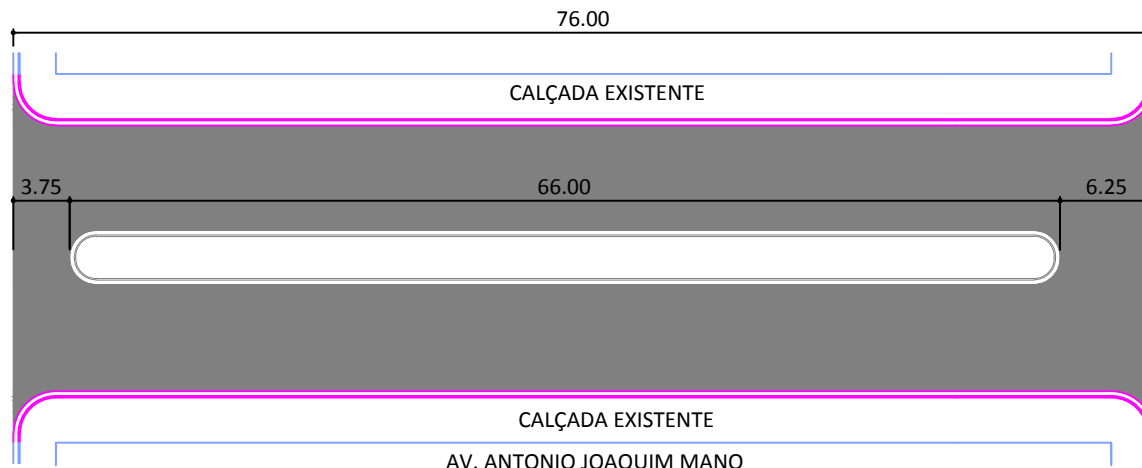 76.00
CALÇADA EXISTENTE
3.75 66.00 6.25
CALÇADA EXISTENTE
AV. ANTONIO JOAQUIM MANO